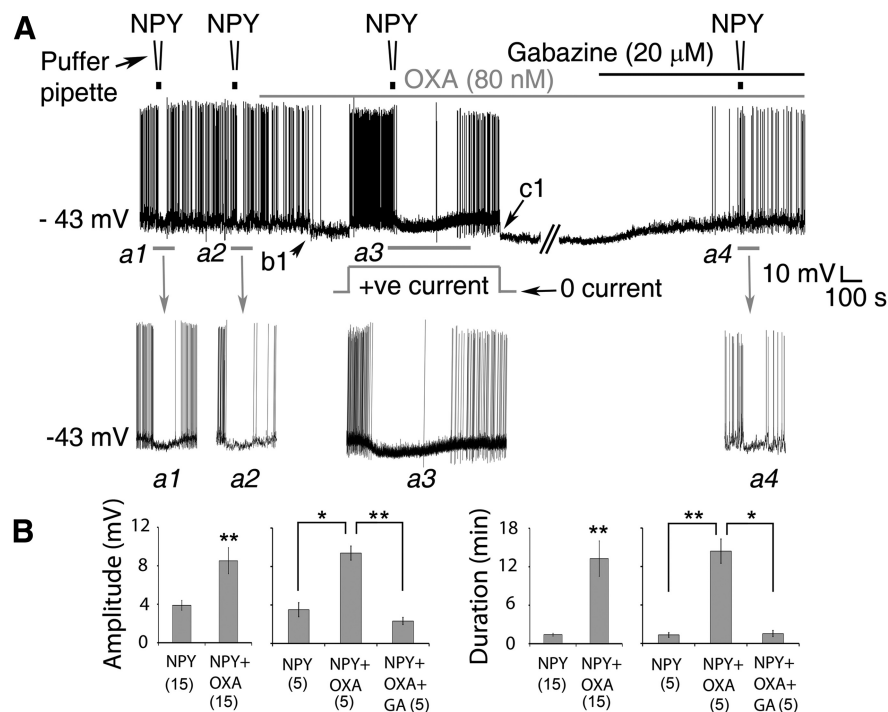 A
NPY NPY NPY NPY
Puffer
pipette
Gabazine (20 µM)
OXA (80 nM)
- 43 mV
c1
a1 a2 b1 a3 a4
10 mV
100 s
+ve current
0 current
-43 mV
a1 a2 a3 a4
B
Amplitude (mV)
12
8
4
0
**
NPY
(15)
NPY+
OXA
(15)
* **
NPY
(5)
NPY+
OXA
(5)
NPY+
OXA+
GA (5)
Duration (min)
18
12
6
0
**
NPY
(15)
NPY+
OXA
(15)
** *
NPY
(5)
NPY+
OXA
(5)
NPY+
OXA+
GA (5)